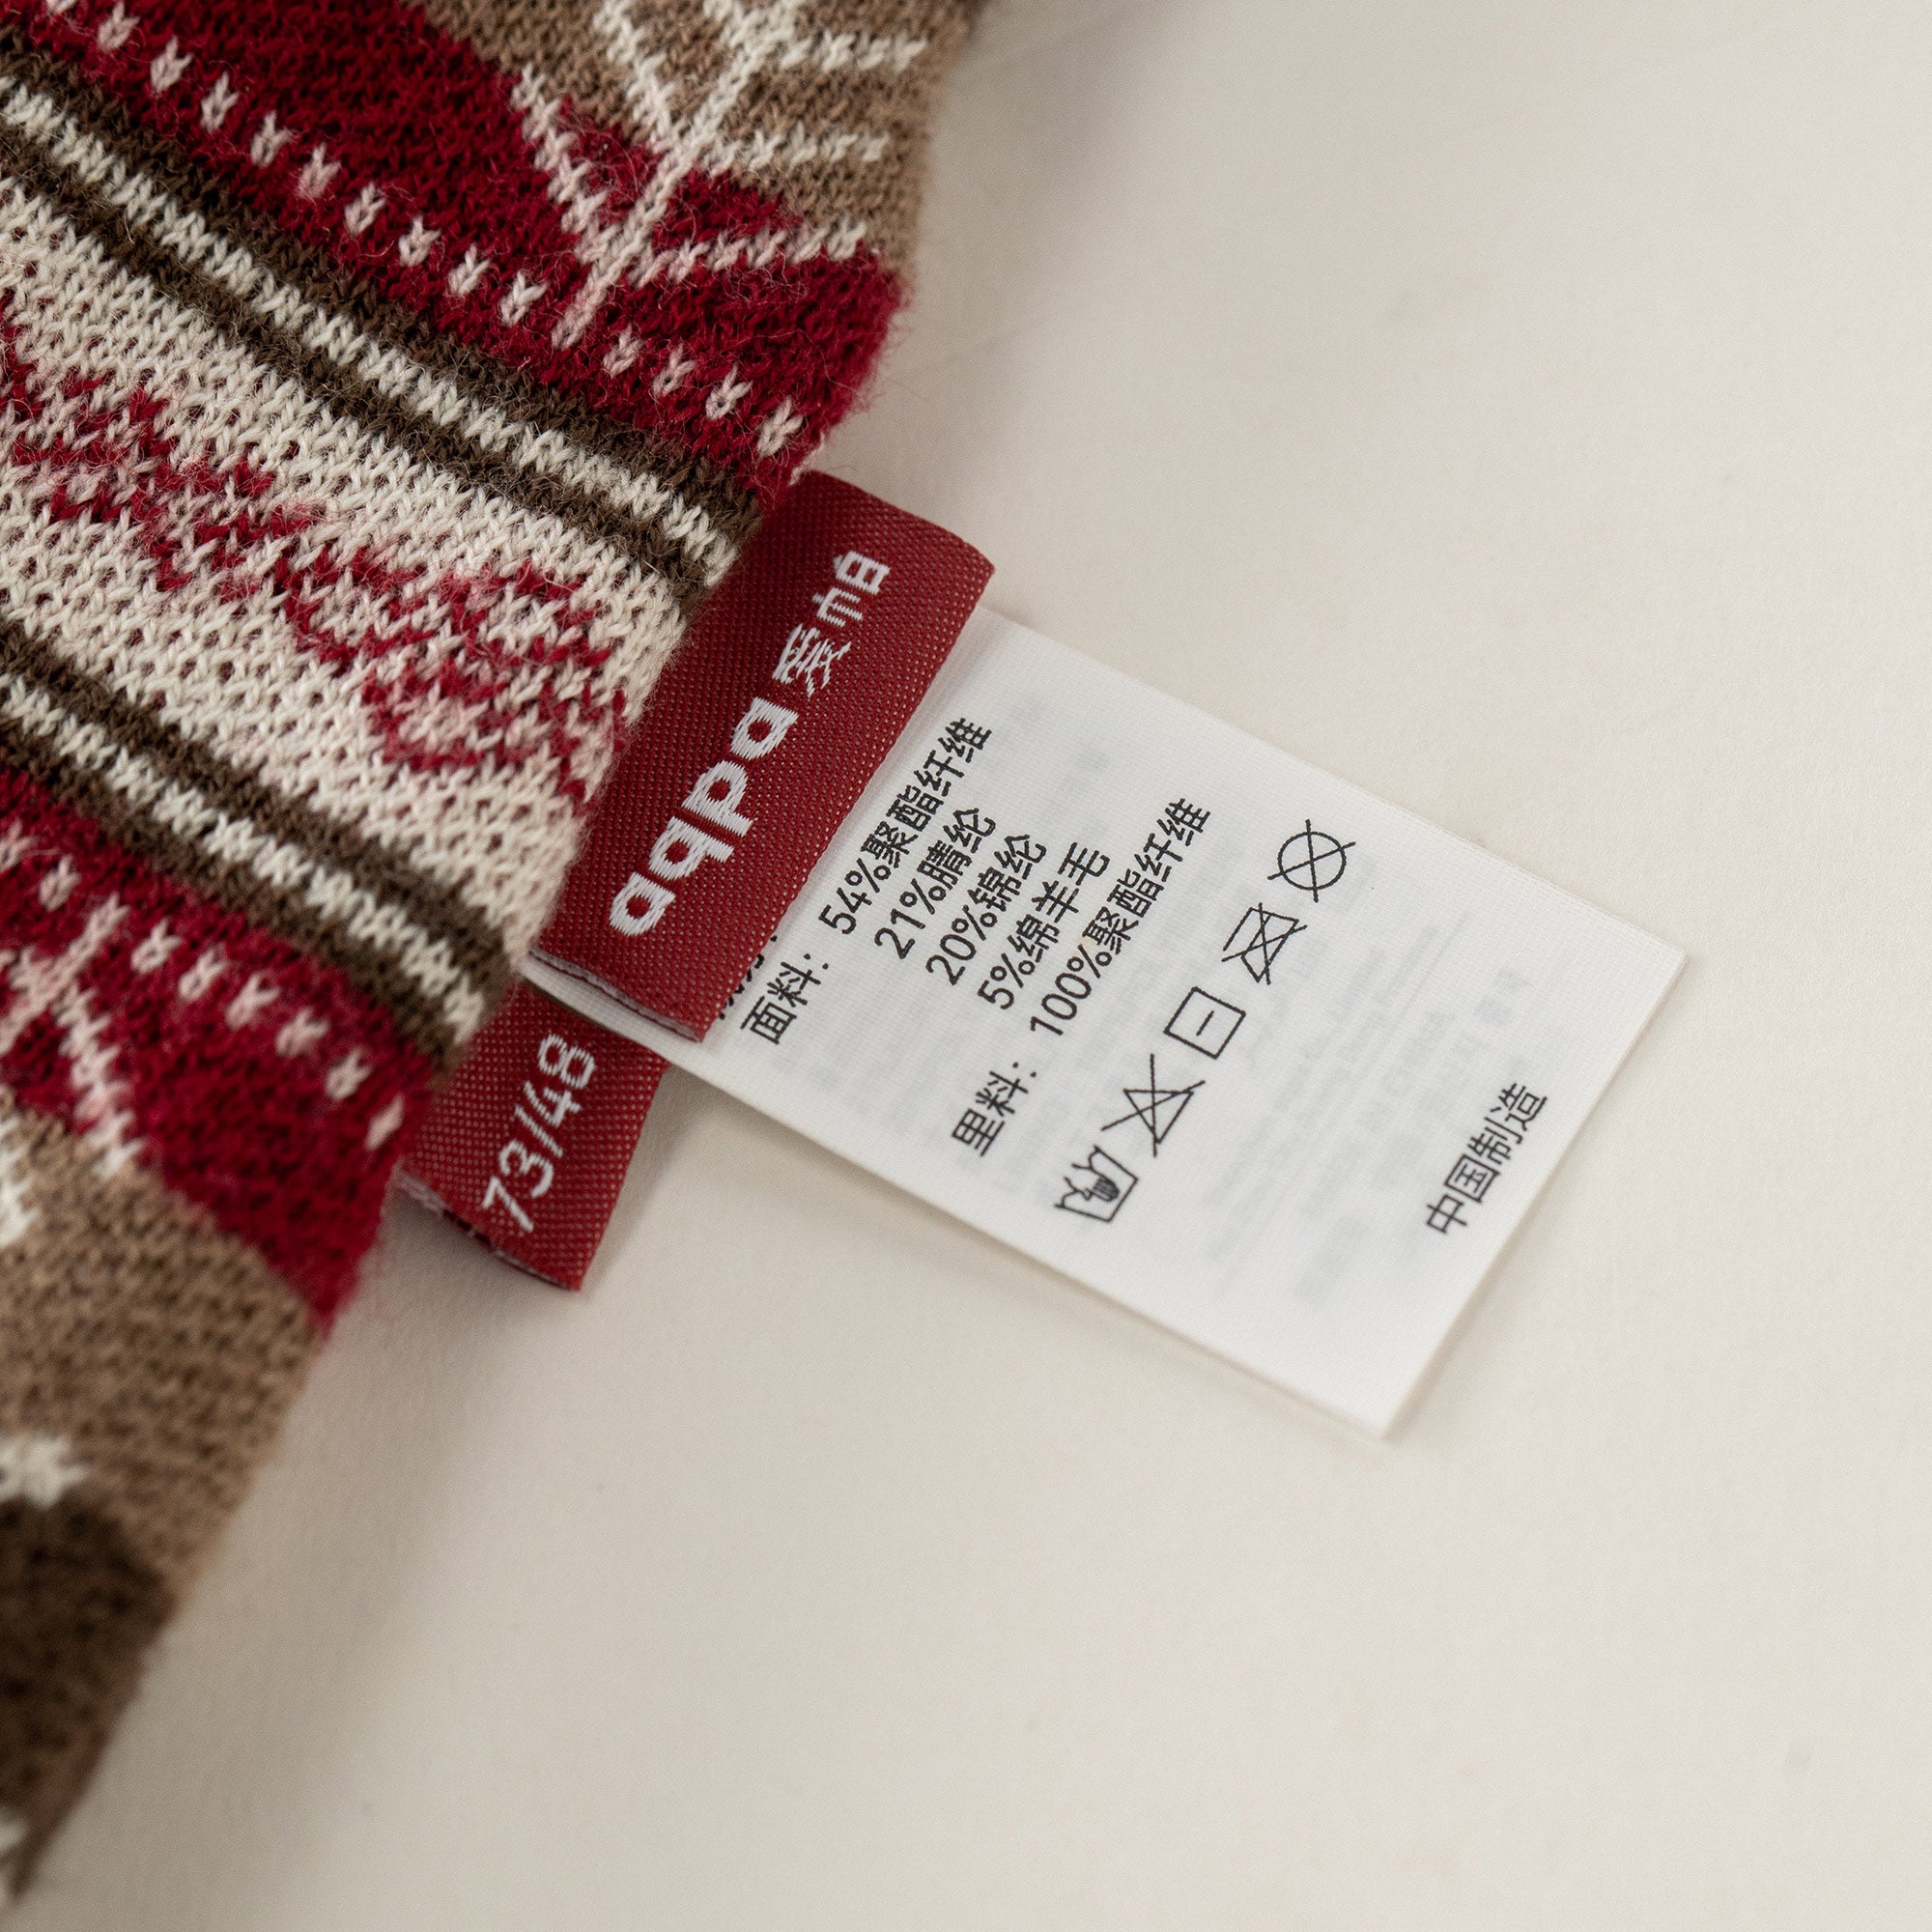 aqpa 爱帕
73/48
面料： 54%聚酯纤维
21%腈纶
20%锦纶
5%绵羊毛
里料： 100%聚酯纤维
中国制造